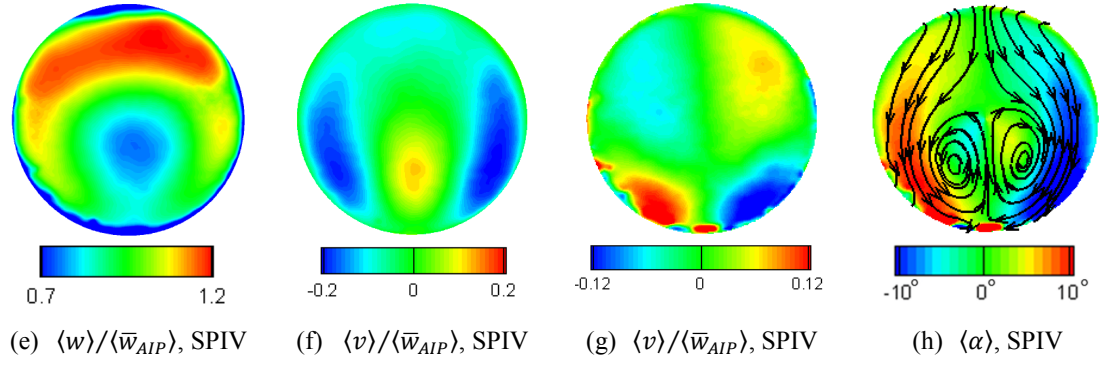 0.7 1.2
-0.2 0 0.2
-0.12 0 0.12
-10° 0° 10°
(e) ⟨w⟩/⟨w̅_AIP⟩, SPIV
(f) ⟨v⟩/⟨w̅_AIP⟩, SPIV
(g) ⟨v⟩/⟨w̅_AIP⟩, SPIV
(h) ⟨α⟩, SPIV